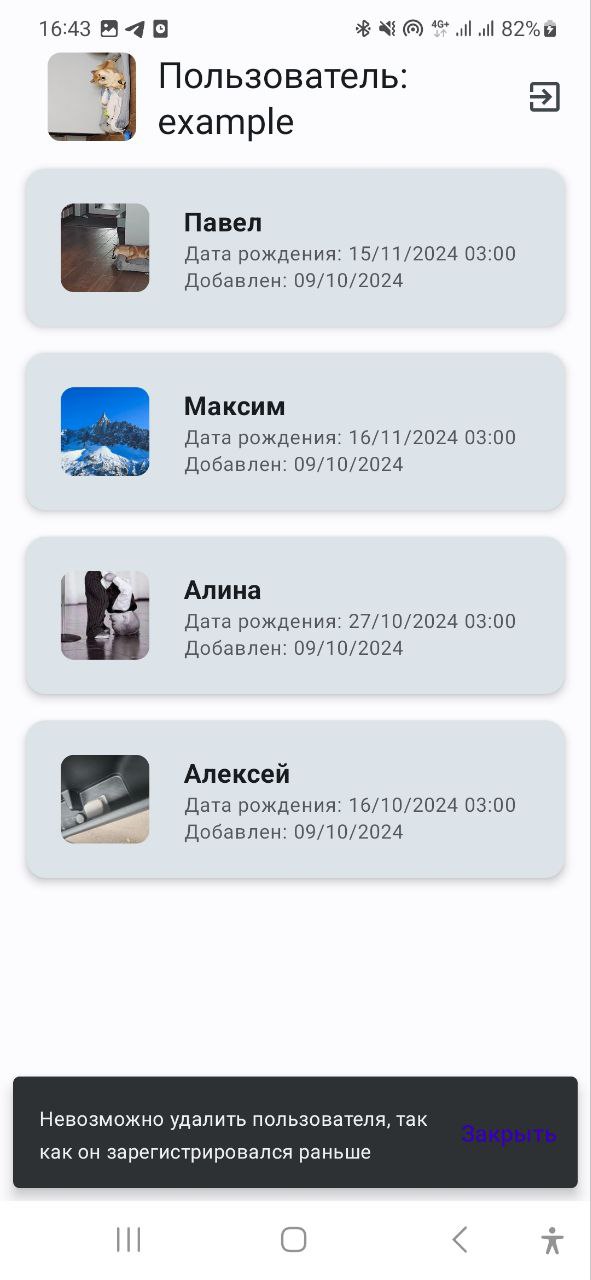 16:43
4G+
82%
Пользователь:
example
Павел
Дата рождения: 15/11/2024 03:00
Добавлен: 09/10/2024
Максим
Дата рождения: 16/11/2024 03:00
Добавлен: 09/10/2024
Алина
Дата рождения: 27/10/2024 03:00
Добавлен: 09/10/2024
Алексей
Дата рождения: 16/10/2024 03:00
Добавлен: 09/10/2024
Невозможно удалить пользователя, так
как он зарегистрировался раньше
Закрыть